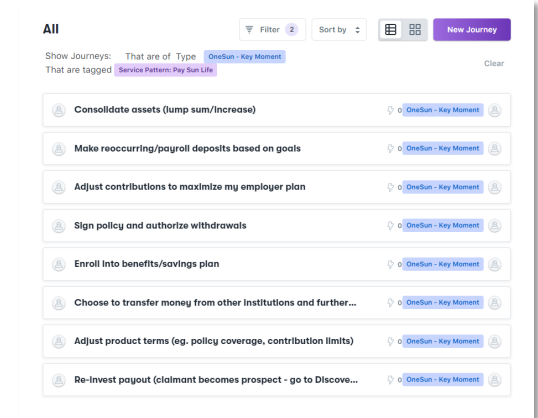 All
Filter 2 Sort by New Journey
Show Journeys: That are of Type OneSun - Key Moment
Clear
That are tagged Service Pattern: Pay Sun Life
Consolidate assets (lump sum/increase) 0 OneSun - Key Moment
Make reoccurring/payroll deposits based on goals 0 OneSun - Key Moment
Adjust contributions to maximize my employer plan 0 OneSun - Key Moment
Sign policy and authorize withdrawals 0 OneSun - Key Moment
Enroll into benefits/savings plan 0 OneSun - Key Moment
Choose to transfer money from other institutions and further... 0 OneSun - Key Moment
Adjust product terms (eg. policy coverage, contribution limits) 0 OneSun - Key Moment
Re-invest payout (claimant becomes prospect - go to Discove... 0 OneSun - Key Moment